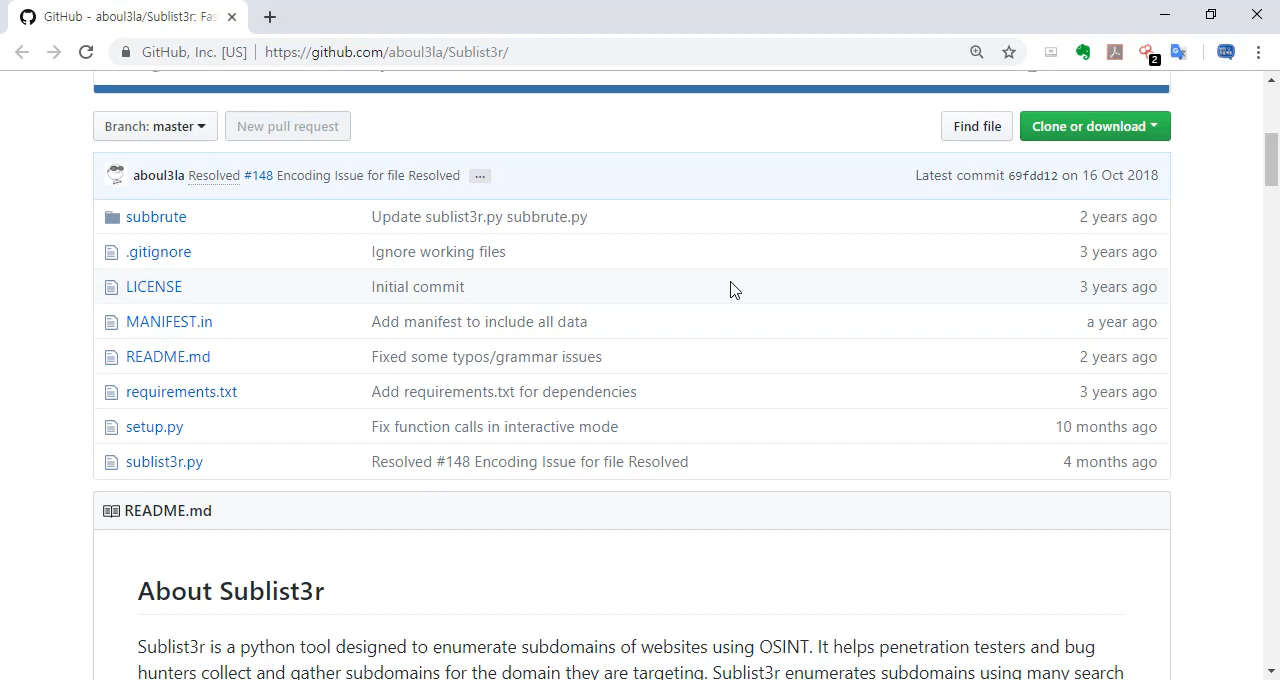 GitHub - aboul3la/Sublist3r: Fas
GitHub, Inc. [US] https://github.com/aboul3la/Sublist3r/
2
Branch: master New pull request Find file Clone or download
aboul3la Resolved #148 Encoding Issue for file Resolved ... Latest commit 69fdd12 on 16 Oct 2018
subbrute Update sublist3r.py subbrute.py 2 years ago
.gitignore Ignore working files 3 years ago
LICENSE Initial commit 3 years ago
MANIFEST.in Add manifest to include all data a year ago
README.md Fixed some typos/grammar issues 2 years ago
requirements.txt Add requirements.txt for dependencies 3 years ago
setup.py Fix function calls in interactive mode 10 months ago
sublist3r.py Resolved #148 Encoding Issue for file Resolved 4 months ago
README.md
About Sublist3r
Sublist3r is a python tool designed to enumerate subdomains of websites using OSINT. It helps penetration testers and bug
hunters collect and gather subdomains for the domain they are targeting. Sublist3r enumerates subdomains using many search